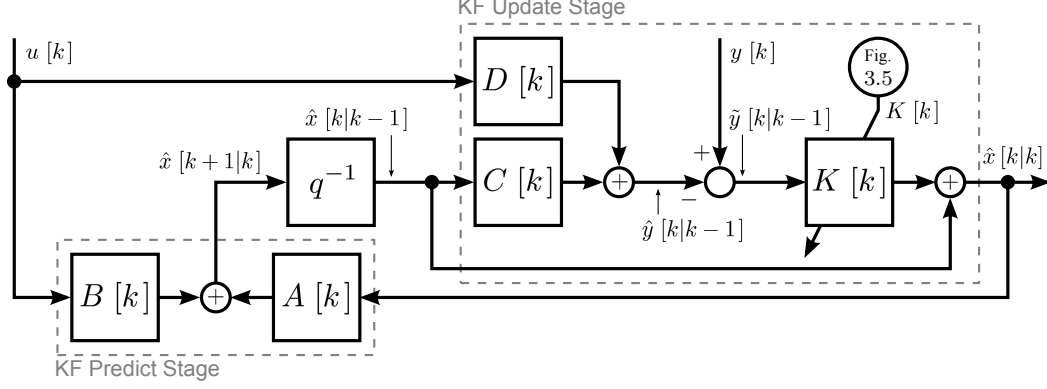 KF Update Stage
u [k]
D [k]
y [k]
Fig.
3.5
K [k]
x̂ [k|k−1]
ỹ [k|k−1]
x̂ [k+1|k]
q⁻¹
C [k]
+
+
−
K [k]
+
x̂ [k|k]
ŷ [k|k−1]
B [k]
+
A [k]
KF Predict Stage